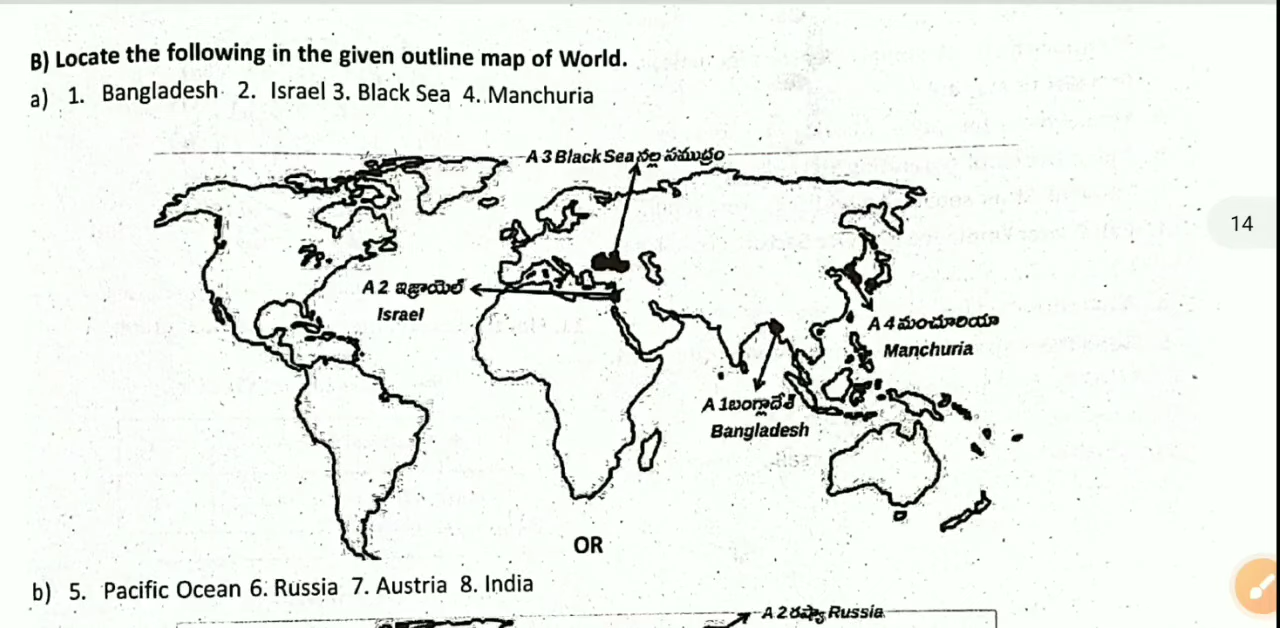 B) Locate the following in the given outline map of World.
a) 1. Bangladesh 2. Israel 3. Black Sea 4. Manchuria
A 3 Black Sea నల్ల సముద్రం
14
A 2 ఇజ్రాయెల్
Israel
A 4 మంచూరియా
Manchuria
A 1 బంగ్లాదేశ్
Bangladesh
OR
b) 5. Pacific Ocean 6. Russia 7. Austria 8. India
A 2 రష్యా Russia